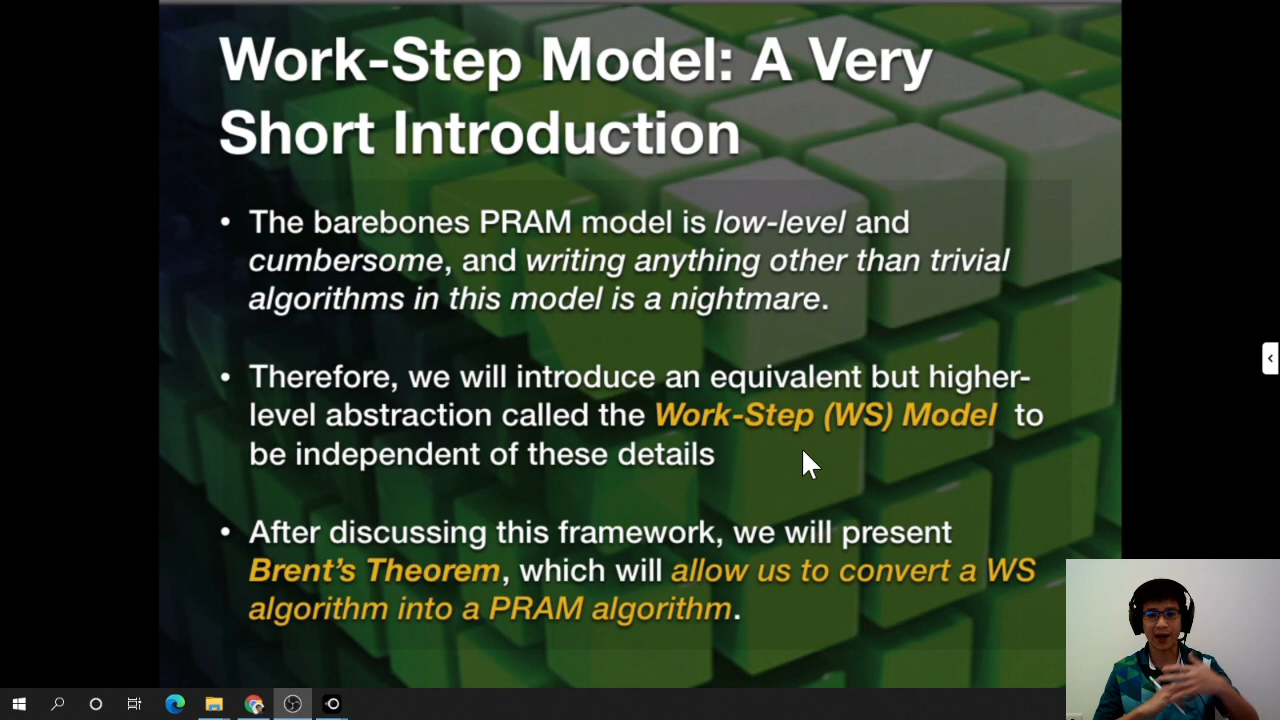 Work-Step Model: A Very
Short Introduction
• The barebones PRAM model is low-level and
cumbersome, and writing anything other than trivial
algorithms in this model is a nightmare.
• Therefore, we will introduce an equivalent but higher-
level abstraction called the Work-Step (WS) Model to
be independent of these details
• After discussing this framework, we will present
Brent's Theorem, which will allow us to convert a WS
algorithm into a PRAM algorithm.